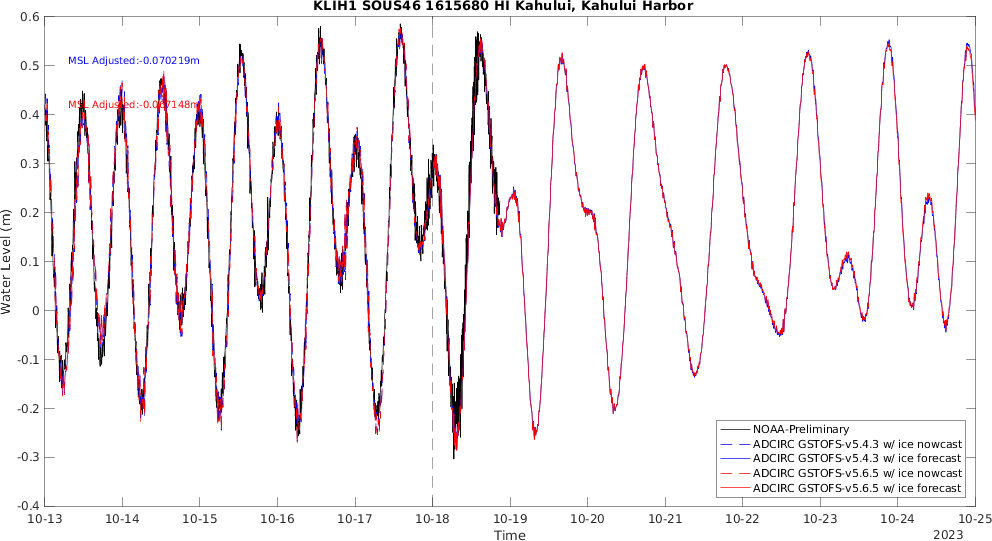 KLIH1 SOUS46 1615680 HI Kahului, Kahului Harbor
0.6
0.5
0.4
0.3
0.2
0.1
0
-0.1
-0.2
-0.3
-0.4
Water Level (m)
MSL Adjusted:-0.070219m
MSL Adjusted:-0.067148m
NOAA-Preliminary
ADCIRC GSTOFS-v5.4.3 w/ ice nowcast
ADCIRC GSTOFS-v5.4.3 w/ ice forecast
ADCIRC GSTOFS-v5.6.5 w/ ice nowcast
ADCIRC GSTOFS-v5.6.5 w/ ice forecast
10-13 10-14 10-15 10-16 10-17 10-18 10-19 10-20 10-21 10-22 10-23 10-24 10-25
Time
2023